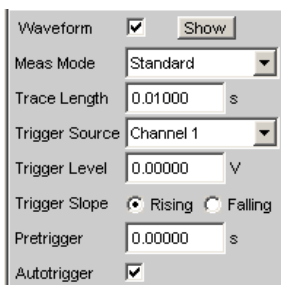 Waveform Show
Meas Mode Standard
Trace Length 0.01000 s
Trigger Source Channel 1
Trigger Level 0.00000 V
Trigger Slope Rising Falling
Pretrigger 0.00000 s
Autotrigger